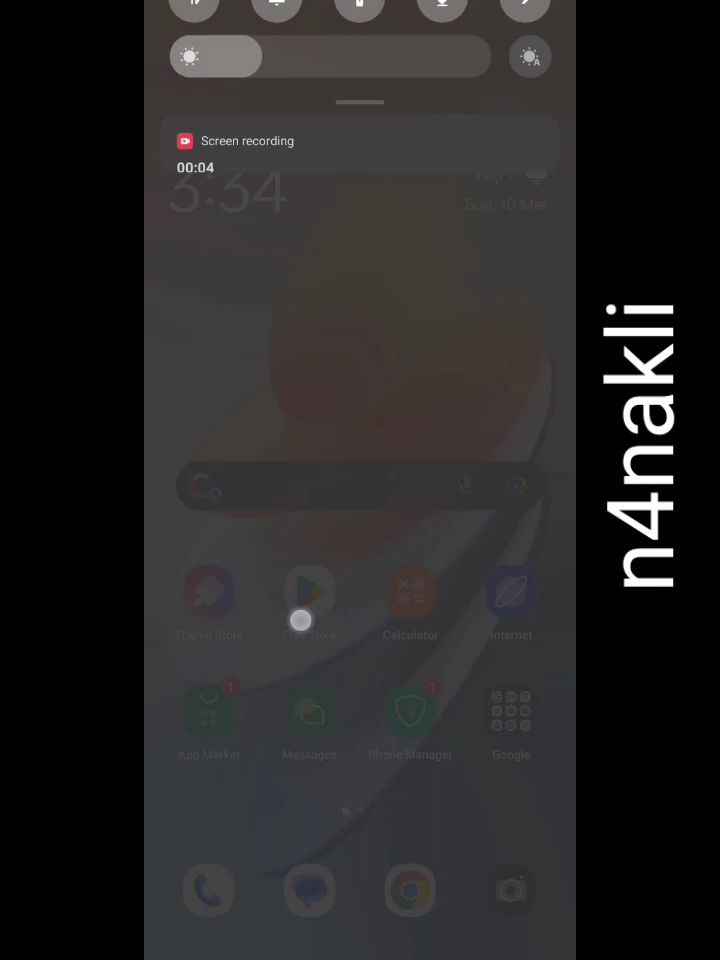 Screen recording
00:04
3:34
Sun, 10 Mar
Theme Store
Play Store
Calculator
Internet
1
1
App Market
Messages
Phone Manager
Google
n4nakli